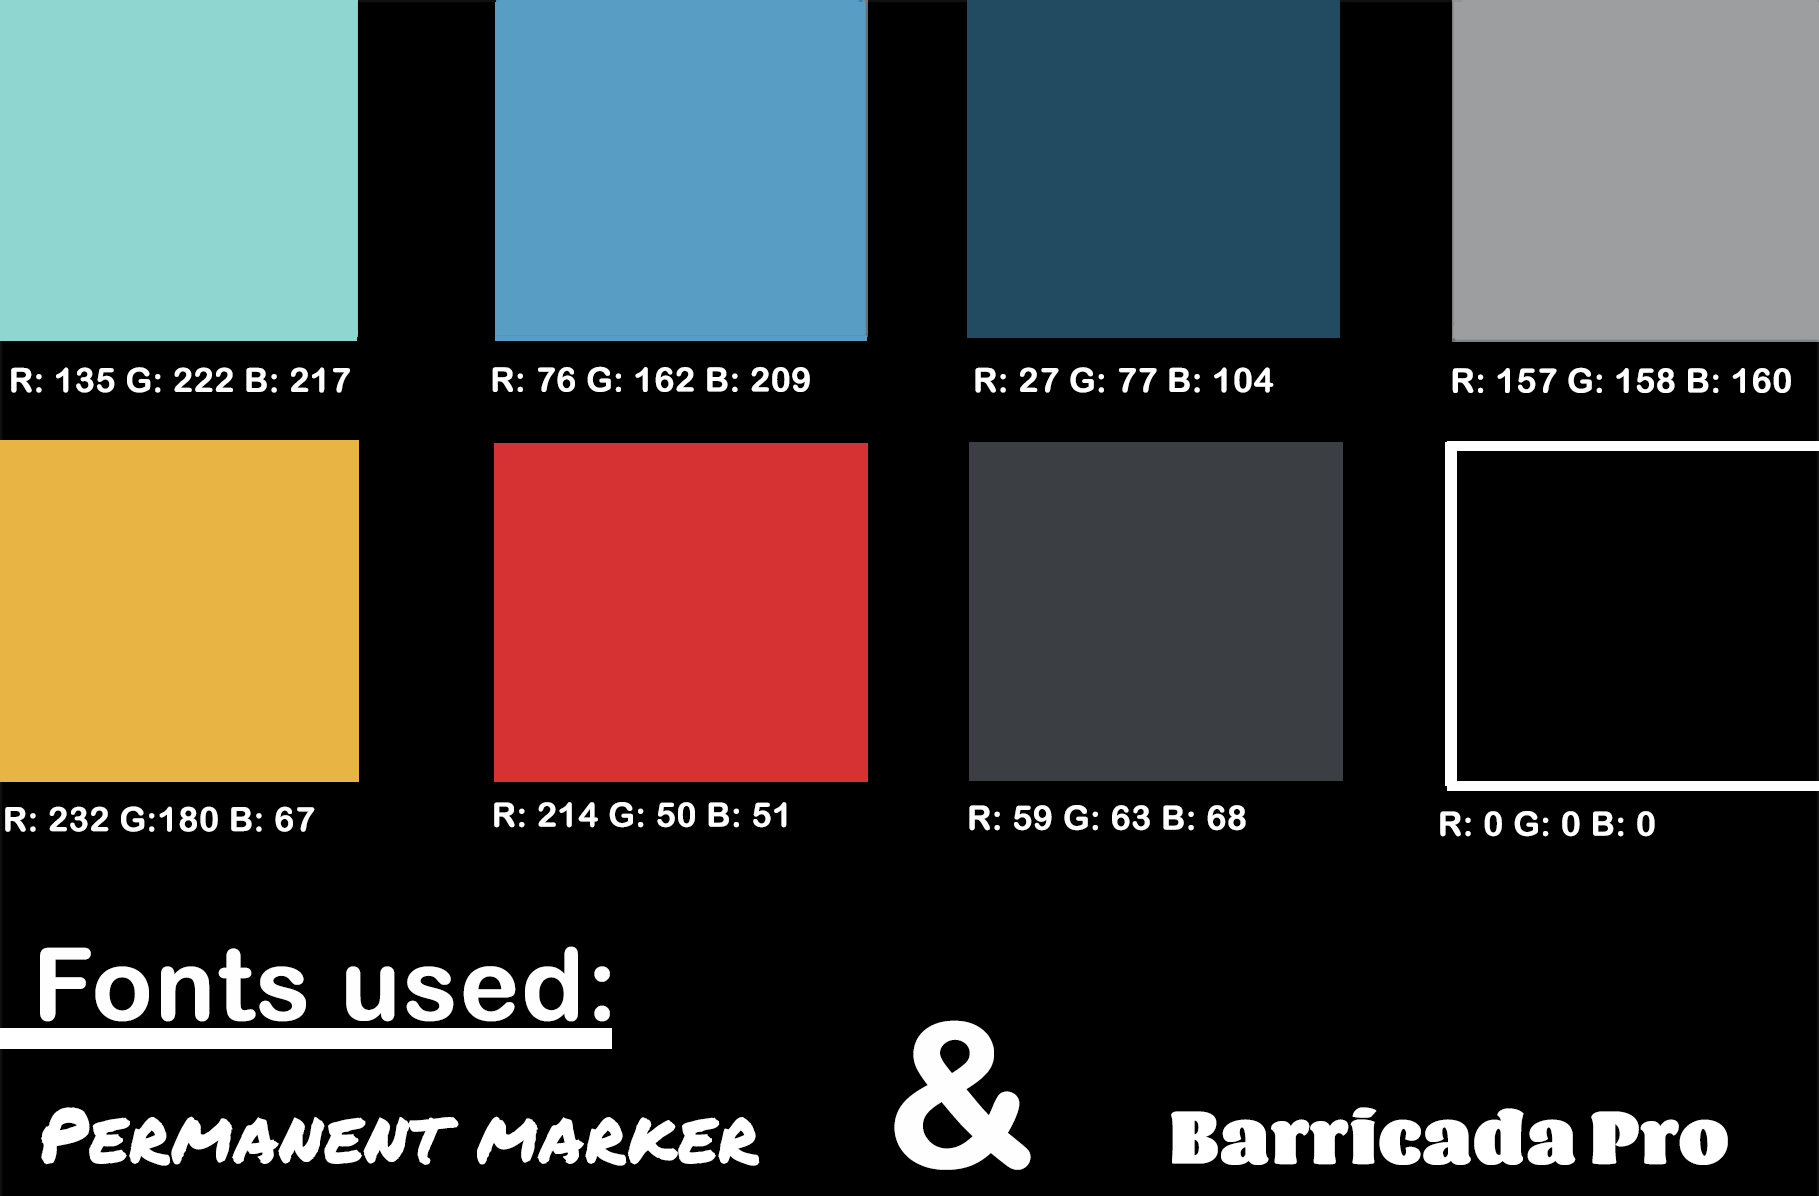 R: 135 G: 222 B: 217
R: 76 G: 162 B: 209
R: 27 G: 77 B: 104
R: 157 G: 158 B: 160
R: 232 G:180 B: 67
R: 214 G: 50 B: 51
R: 59 G: 63 B: 68
R: 0 G: 0 B: 0
Fonts used:
PERMANENT MARKER
&
Barricada Pro